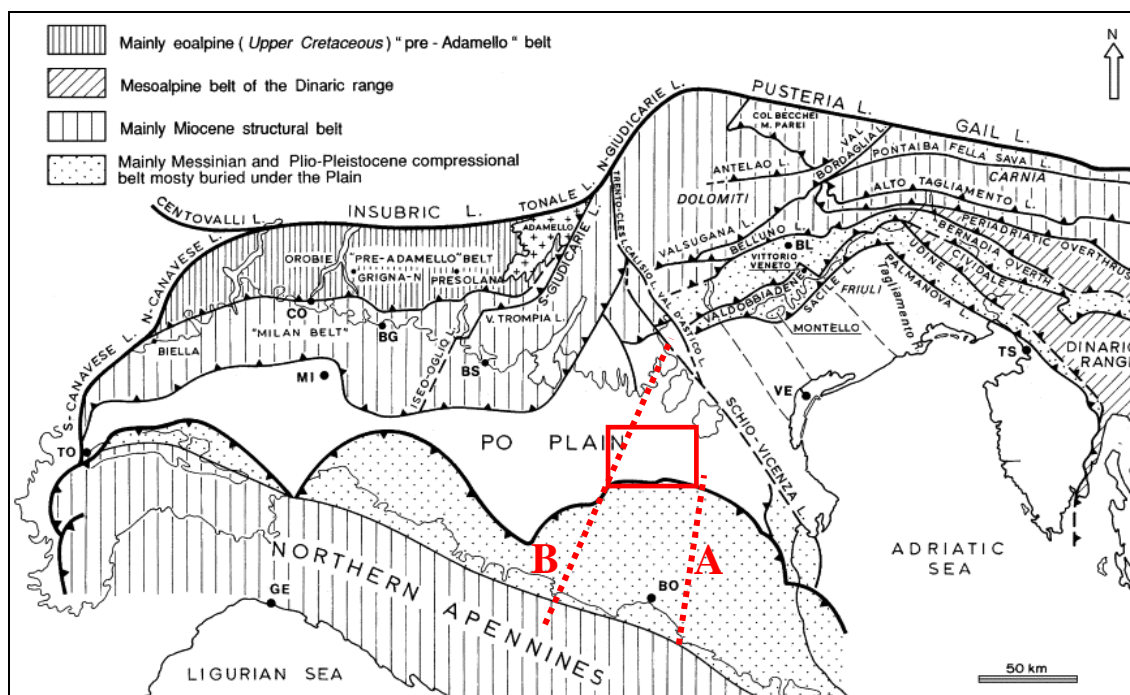 Mainly eoalpine ( Upper Cretaceous ) "pre - Adamello" belt
Mesoalpine belt of the Dinaric range
Mainly Miocene structural belt
Mainly Messinian and Plio-Pleistocene compressional
belt mosty buried under the Plain
N
PUSTERIA L.
GAIL L.
COL BECCHEI
M. PAREI
VAL
BORDAGLIA L.
PONTAIBA FELLA SAVA L.
CARNIA
ANTELAO L.
ALTO TAGLIAMENTO L.
DOLOMITI
PERIADRIATIC OVERTHRUST
BERNADIA OVERTH.
CIVIDALE L.
UDINE L.
PALMANOVA L.
VALSUGANA L.
BELLUNO L.
BL
VITTORIO
VENETO
VALDOBBIADENE
SACILE L.
FRIULI
Tagliamento
MONTELLO
N-GIUDICARIE L.
TRENTO-CLES L.
CALISIO L.
VAL D'ASTICO L.
CENTOVALLI L.
INSUBRIC L.
TONALE L.
ADAMELLO
N-CANAVESE L.
OROBIE
"PRE-ADAMELLO" BELT
GRIGNA-N
PRESOLANA
S-GIUDICARIE L.
V. TROMPIA L.
CO
"MILAN BELT"
BG
BIELLA
ISEO-OGLIO L.
BS
MI
S-CANAVESE L.
TO
PO PLAIN
SCHIO-VICENZA L.
VE
TS
DINARIC
RANGE
ADRIATIC
SEA
B
A
BO
NORTHERN APENNINES
GE
LIGURIAN SEA
50 km